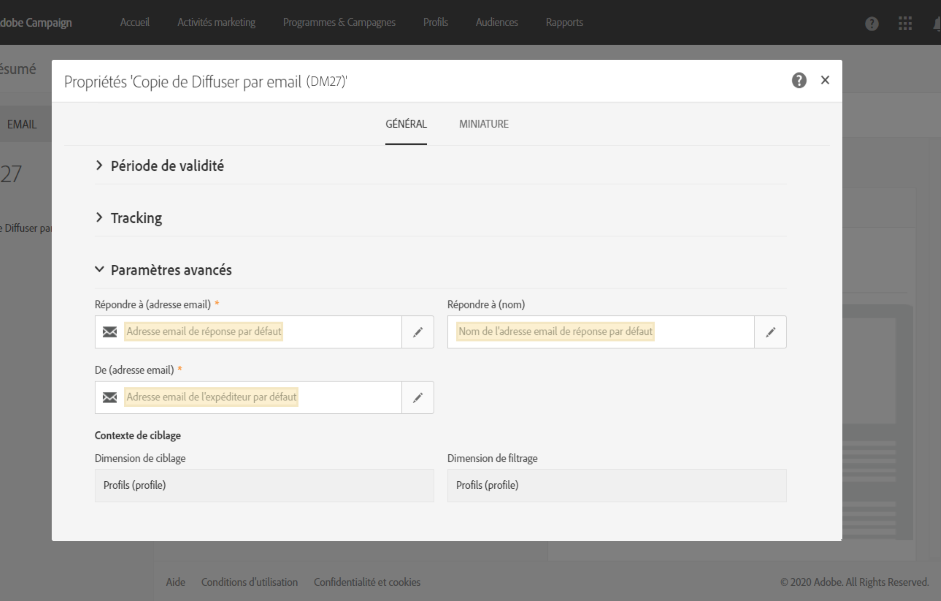 dobe Campaign
Accueil Activités marketing Programmes & Campagnes Profils Audiences Rapports
?
ésumé
Propriétés 'Copie de Diffuser par email (DM27)'
?
EMAIL
GÉNÉRAL MINIATURE
27
Période de validité
Tracking
e Diffuser par
Paramètres avancés
Répondre à (adresse email) * Répondre à (nom)
Adresse email de réponse par défaut Nom de l'adresse email de réponse par défaut
De (adresse email) *
Adresse email de l'expéditeur par défaut
Contexte de ciblage
Dimension de ciblage Dimension de filtrage
Profils (profile) Profils (profile)
Aide Conditions d'utilisation Confidentialité et cookies © 2020 Adobe. All Rights Reserved.